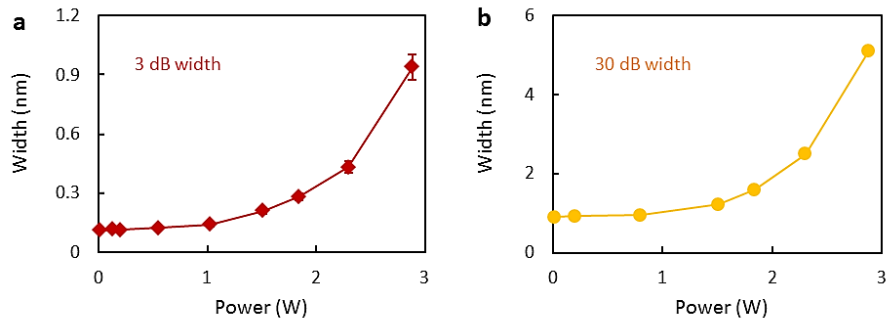 a
3 dB width
Width (nm)
1.2
0.9
0.6
0.3
0
0 1 2 3
Power (W)
b
30 dB width
Width (nm)
6
4
2
0
0 1 2 3
Power (W)